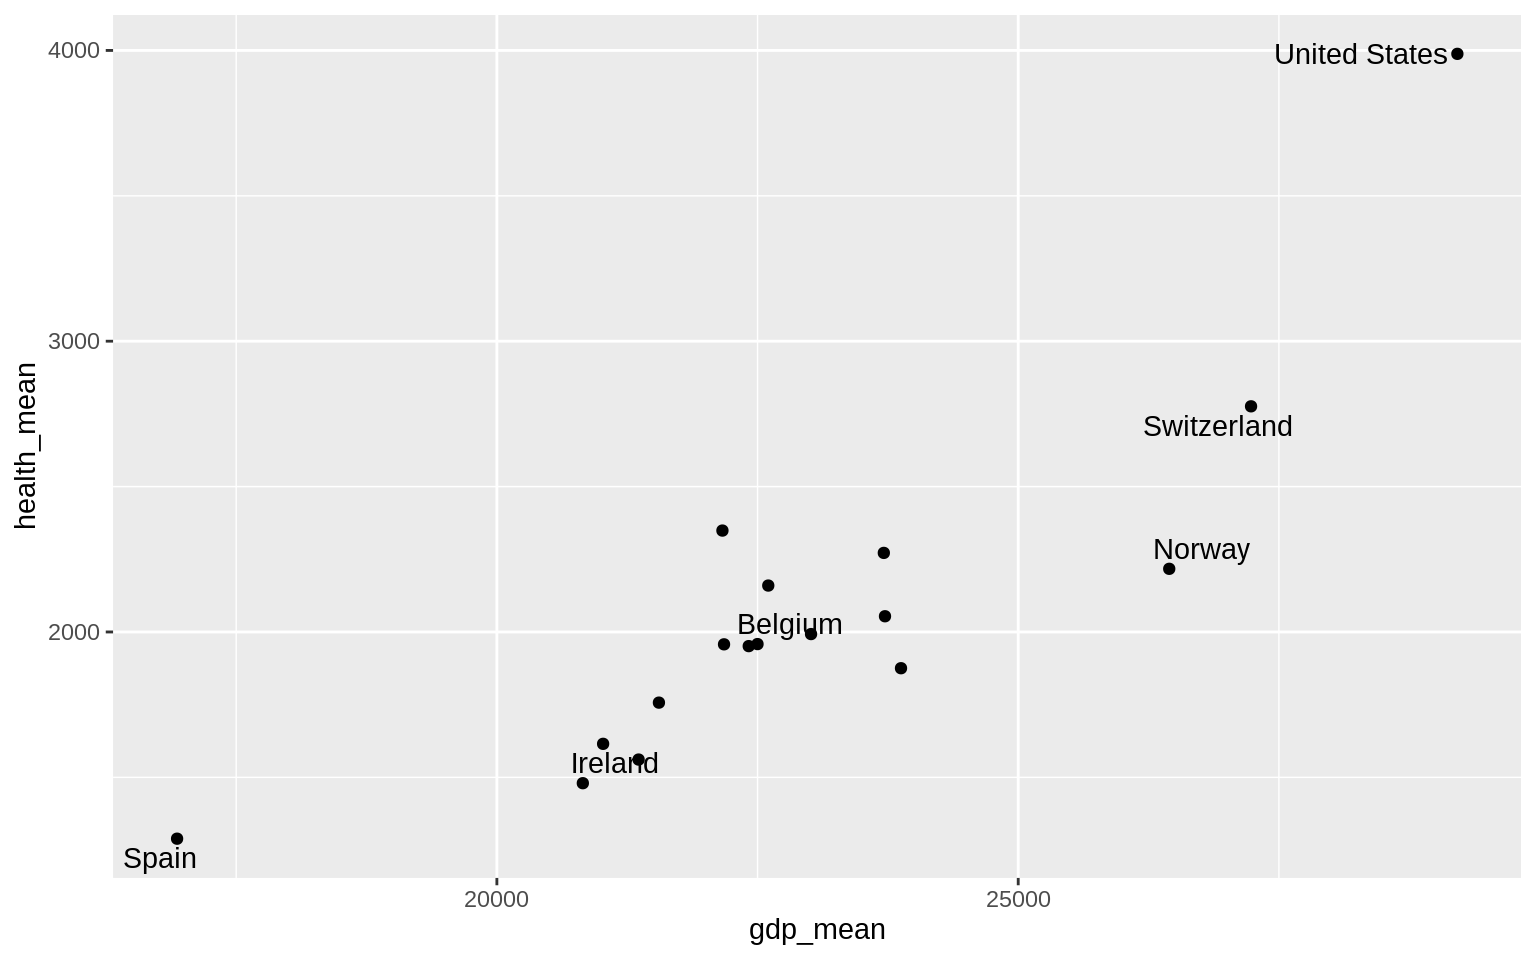 4000
United States
3000
Switzerland
Norway
Belgium
2000
Ireland
Spain
20000
25000
gdp_mean
health_mean